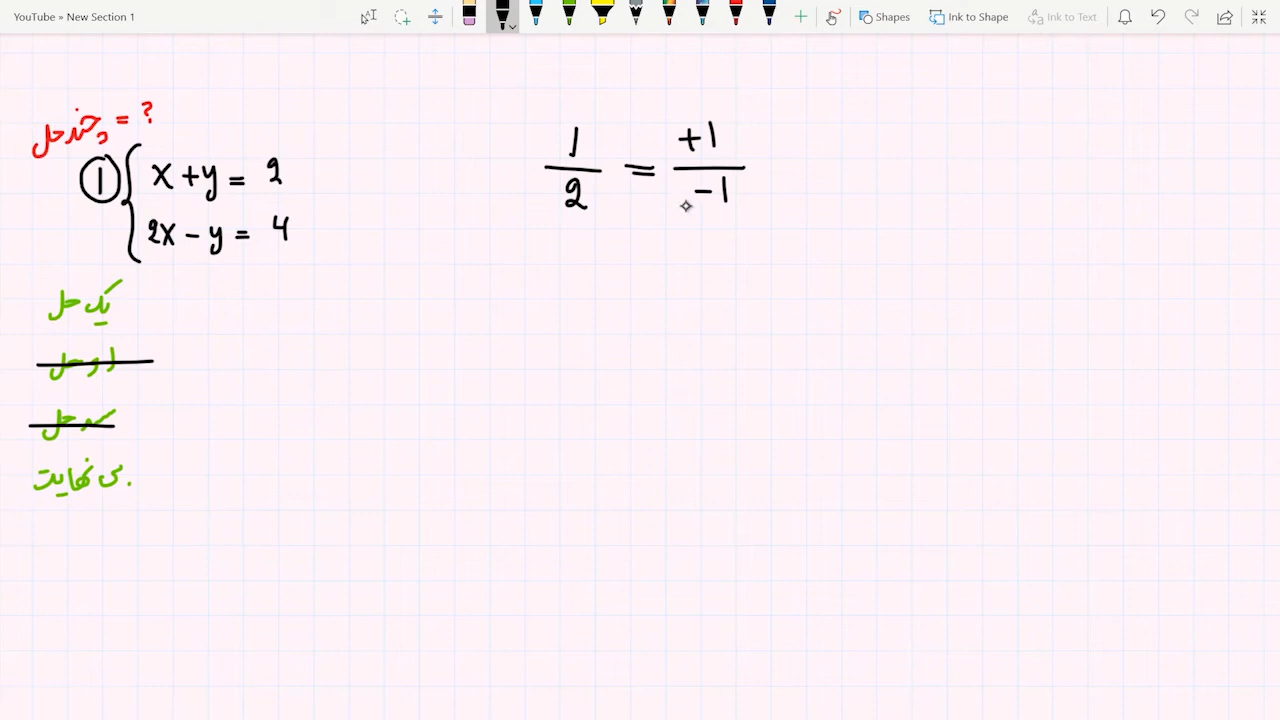 YouTube » New Section 1
Shapes
Ink to Shape
Ink to Text
چند حل = ?
① { x + y = 2
2x - y = 4
1/2 = +1/-1
یک حل
دو حل
سه حل
بی نهایت